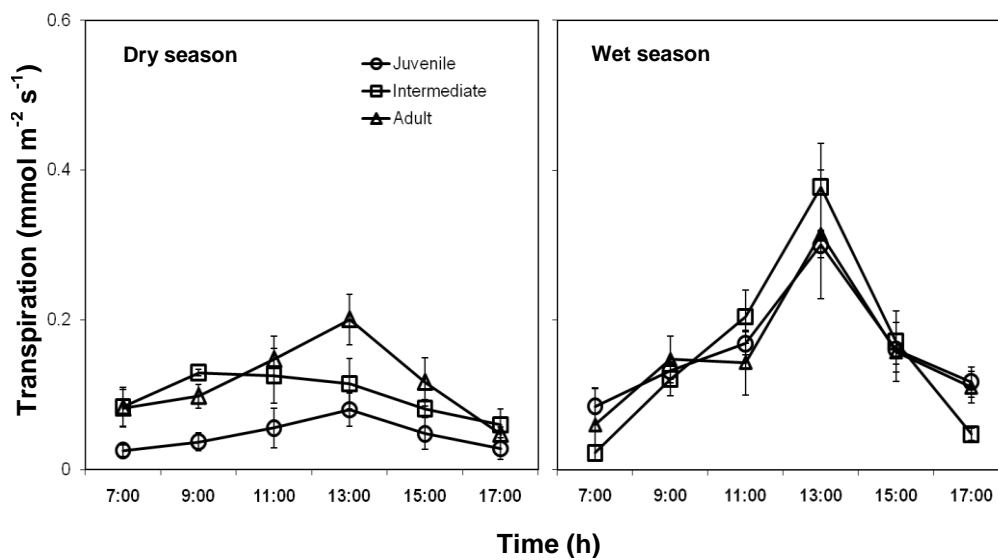 Transpiration (mmol m⁻² s⁻¹)
0.6
0.4
0.2
0
Dry season
Juvenile
Intermediate
Adult
7:00 9:00 11:00 13:00 15:00 17:00
Wet season
7:00 9:00 11:00 13:00 15:00 17:00
Time (h)